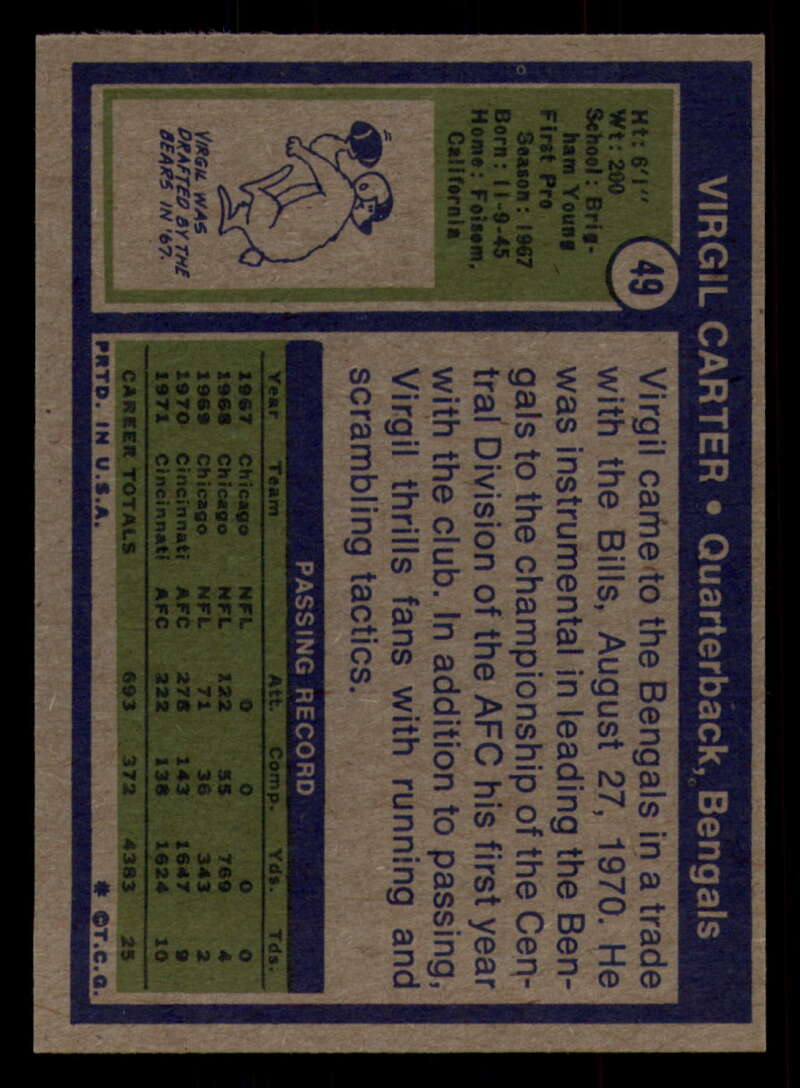 VIRGIL CARTER • Quarterback, Bengals
49
Ht: 6'1"
Wt: 200
School: Brig-
ham Young
First Pro
Season: 1967
Born: 11-9-45
Home: Folsom,
California
VIRGIL WAS
DRAFTED BY THE
BEARS IN '67.
Virgil came to the Bengals in a trade
with the Bills, August 27, 1970. He
was instrumental in leading the Ben-
gals to the championship of the Cen-
tral Division of the AFC his first year
with the club. In addition to passing,
Virgil thrills fans with running and
scrambling tactics.
PASSING RECORD
Year Team Att. Comp. Yds. Tds.
1967 Chicago NFL 0 0 0 0
1968 Chicago NFL 122 55 769 4
1969 Chicago NFL 71 36 343 2
1970 Cincinnati AFC 278 143 1647 9
1971 Cincinnati AFC 222 138 1624 10
CAREER TOTALS 693 372 4383 25
PRTD. IN U.S.A. * ©T.C.G.